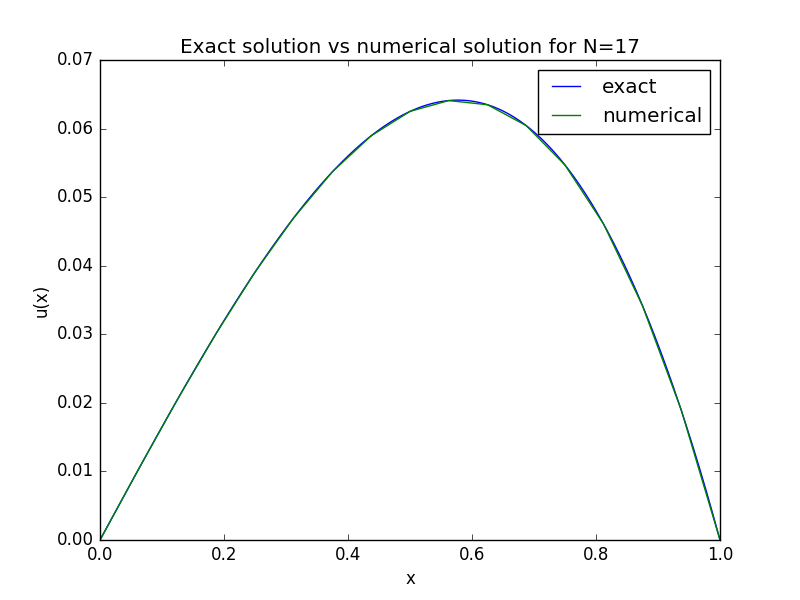 Exact solution vs numerical solution for N=17
exact
numerical
0.07
0.06
0.05
0.04
0.03
0.02
0.01
0.00
u(x)
0.0 0.2 0.4 0.6 0.8 1.0
x